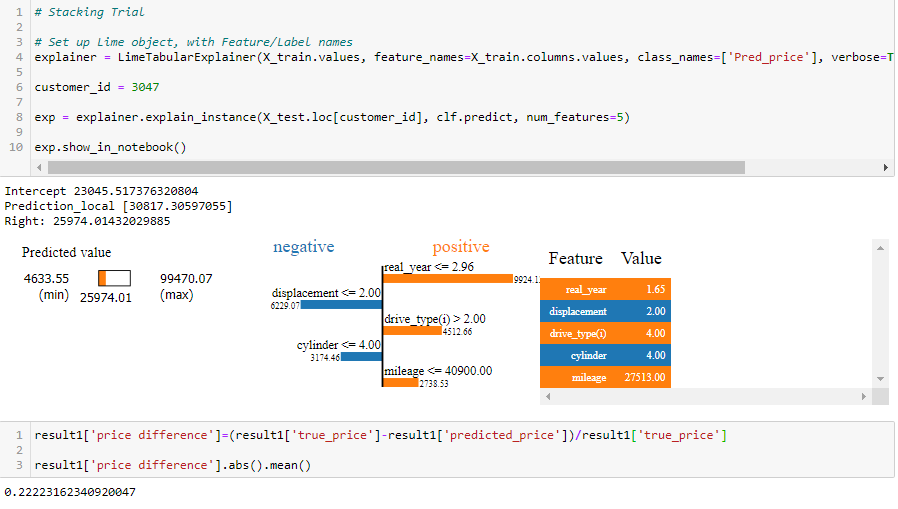 1 # Stacking Trial
2
3 # Set up Lime object, with Feature/Label names
4 explainer = LimeTabularExplainer(X_train.values, feature_names=X_train.columns.values, class_names=['Pred_price'], verbose=T
5
6 customer_id = 3047
7
8 exp = explainer.explain_instance(X_test.loc[customer_id], clf.predict, num_features=5)
9
10 exp.show_in_notebook()
Intercept 23045.517376320804
Prediction_local [30817.30597055]
Right: 25974.01432029885
Predicted value
4633.55 99470.07
(min) 25974.01 (max)
negative positive
real_year <= 2.96
9924.1
displacement <= 2.00
6229.07
drive_type(i) > 2.00
4512.66
cylinder <= 4.00
3174.46
mileage <= 40900.00
2738.53
Feature Value
real_year 1.65
displacement 2.00
drive_type(i) 4.00
cylinder 4.00
mileage 27513.00
1 result1['price difference']=(result1['true_price']-result1['predicted_price'])/result1['true_price']
2
3 result1['price difference'].abs().mean()
0.22223162340920047